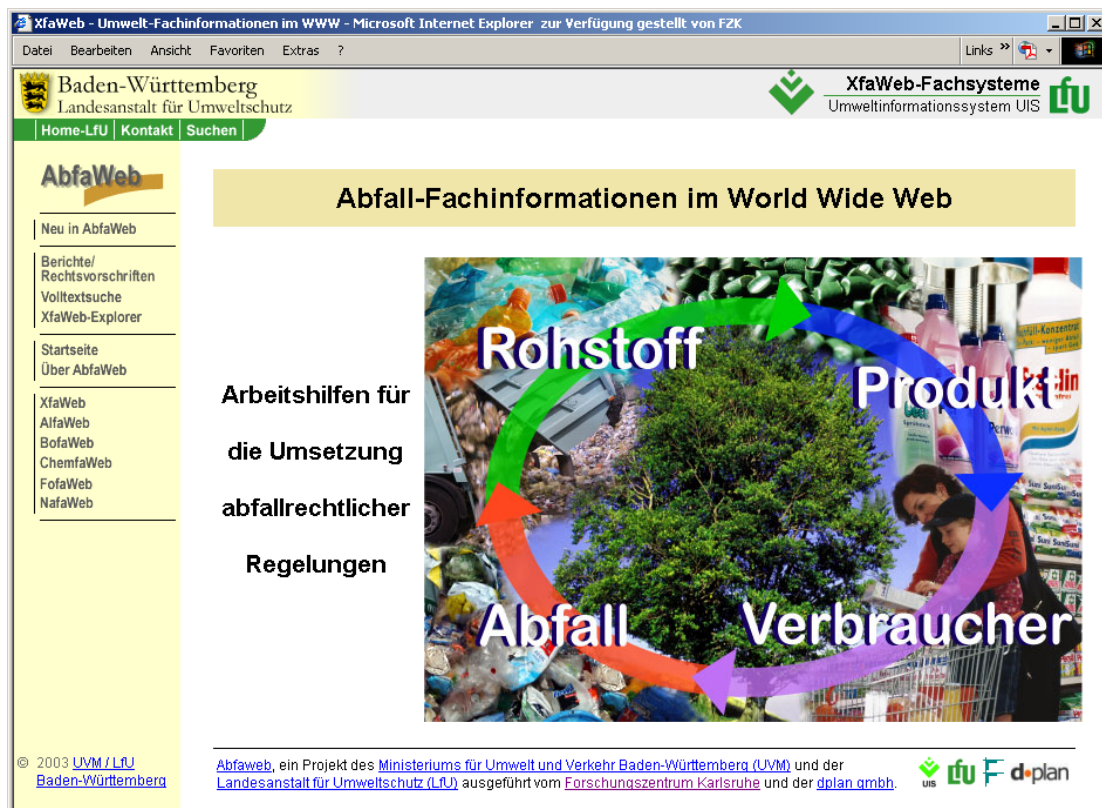 XfaWeb - Umwelt-Fachinformationen im WWW - Microsoft Internet Explorer zur Verfügung gestellt von FZK
Datei Bearbeiten Ansicht Favoriten Extras ? Links »
Baden-Württemberg
Landesanstalt für Umweltschutz
XfaWeb-Fachsysteme
Umweltinformationssystem UIS
LfU
Home-LfU Kontakt Suchen
AbfaWeb
Neu in AbfaWeb
Berichte/
Rechtsvorschriften
Volltextsuche
XfaWeb-Explorer
Startseite
Über AbfaWeb
XfaWeb
AlfaWeb
BofaWeb
ChemfaWeb
FofaWeb
NafaWeb
© 2003 UVM / LfU
Baden-Württemberg
Abfall-Fachinformationen im World Wide Web
Arbeitshilfen für
die Umsetzung
abfallrechtlicher
Regelungen
Rohstoff
Produkt
Abfall
Verbraucher
Abfaweb, ein Projekt des Ministeriums für Umwelt und Verkehr Baden-Württemberg (UVM) und der
Landesanstalt für Umweltschutz (LfU) ausgeführt vom Forschungszentrum Karlsruhe und der dplan gmbh.
UIS LfU d•plan